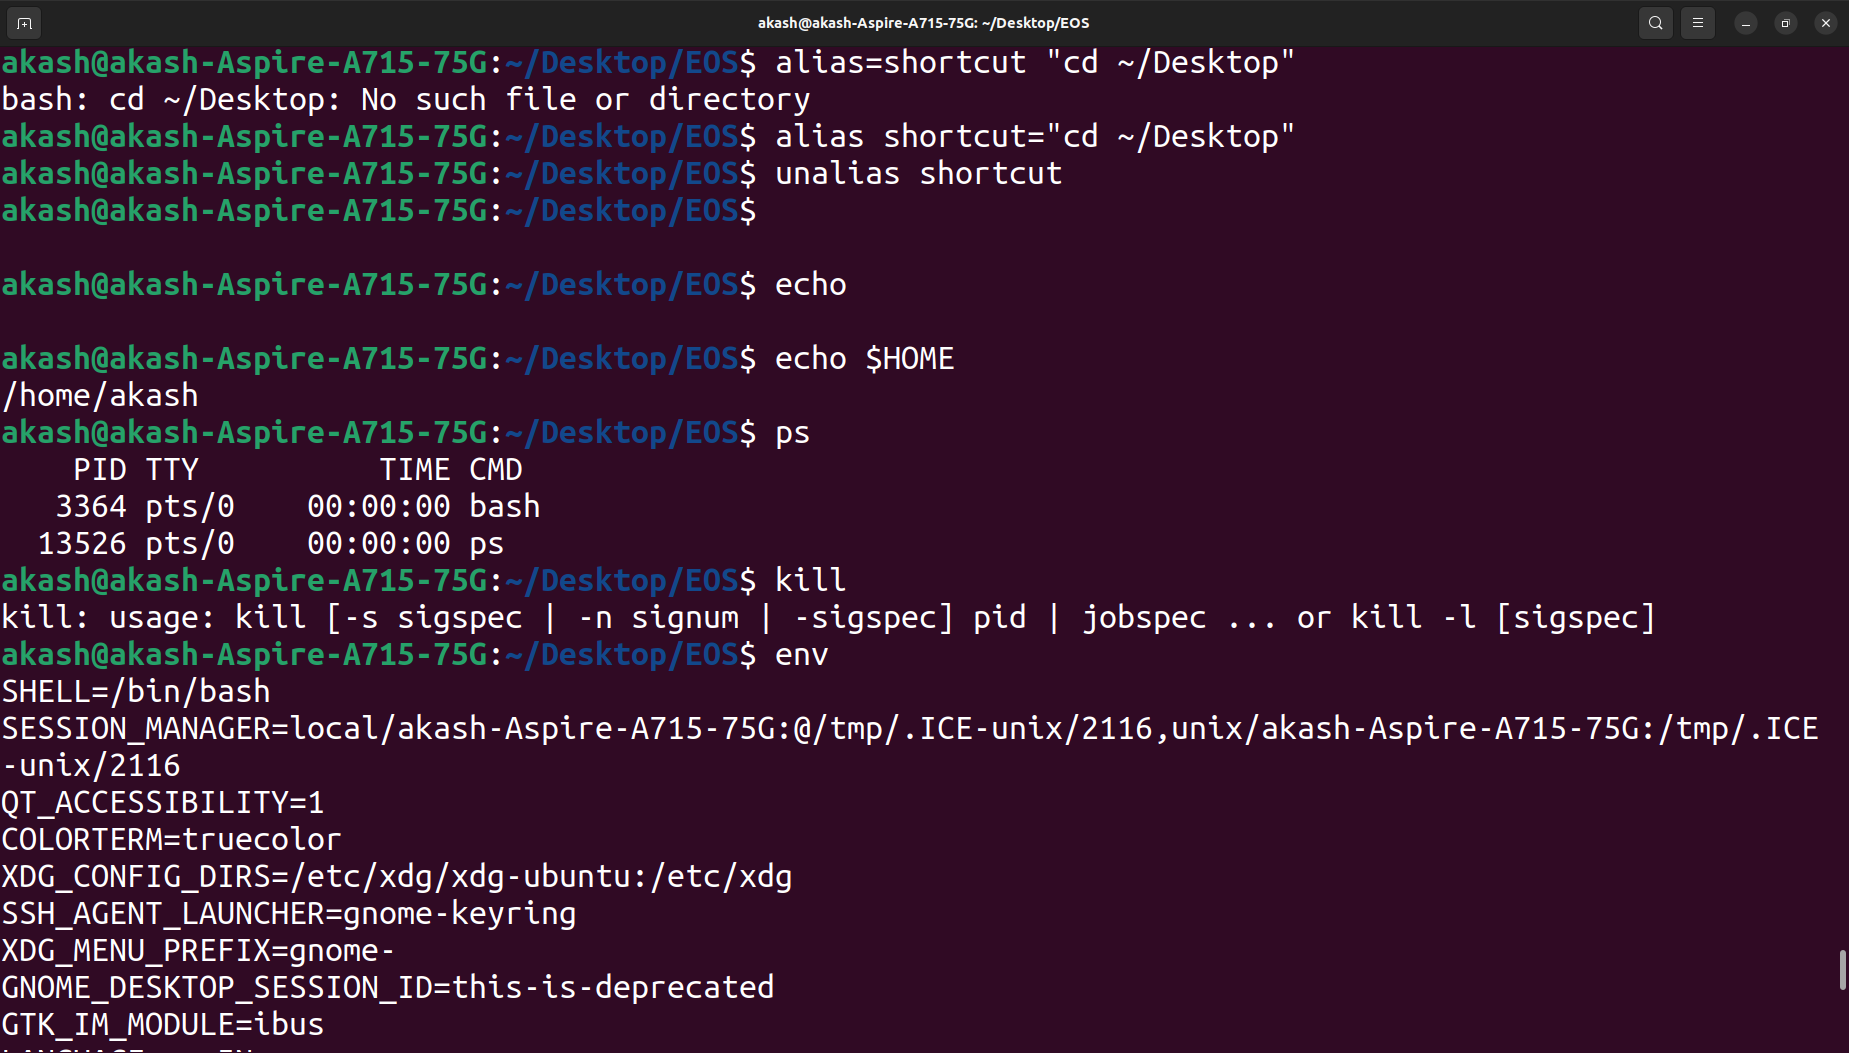 akash@akash-Aspire-A715-75G: ~/Desktop/EOS
akash@akash-Aspire-A715-75G:~/Desktop/EOS$ alias=shortcut "cd ~/Desktop"
bash: cd ~/Desktop: No such file or directory
akash@akash-Aspire-A715-75G:~/Desktop/EOS$ alias shortcut="cd ~/Desktop"
akash@akash-Aspire-A715-75G:~/Desktop/EOS$ unalias shortcut
akash@akash-Aspire-A715-75G:~/Desktop/EOS$
akash@akash-Aspire-A715-75G:~/Desktop/EOS$ echo
akash@akash-Aspire-A715-75G:~/Desktop/EOS$ echo $HOME
/home/akash
akash@akash-Aspire-A715-75G:~/Desktop/EOS$ ps
PID TTY TIME CMD
3364 pts/0 00:00:00 bash
13526 pts/0 00:00:00 ps
akash@akash-Aspire-A715-75G:~/Desktop/EOS$ kill
kill: usage: kill [-s sigspec | -n signum | -sigspec] pid | jobspec ... or kill -l [sigspec]
akash@akash-Aspire-A715-75G:~/Desktop/EOS$ env
SHELL=/bin/bash
SESSION_MANAGER=local/akash-Aspire-A715-75G:@/tmp/.ICE-unix/2116,unix/akash-Aspire-A715-75G:/tmp/.ICE
-unix/2116
QT_ACCESSIBILITY=1
COLORTERM=truecolor
XDG_CONFIG_DIRS=/etc/xdg/xdg-ubuntu:/etc/xdg
SSH_AGENT_LAUNCHER=gnome-keyring
XDG_MENU_PREFIX=gnome-
GNOME_DESKTOP_SESSION_ID=this-is-deprecated
GTK_IM_MODULE=ibus